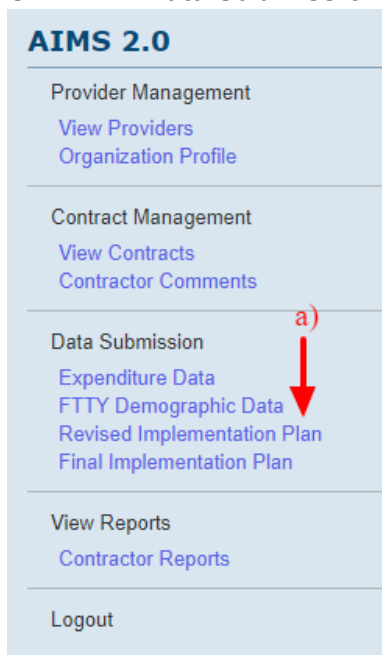 AIMS 2.0
Provider Management
View Providers
Organization Profile
Contract Management
View Contracts
Contractor Comments
a)
Data Submission
Expenditure Data
FTTY Demographic Data
Revised Implementation Plan
Final Implementation Plan
View Reports
Contractor Reports
Logout